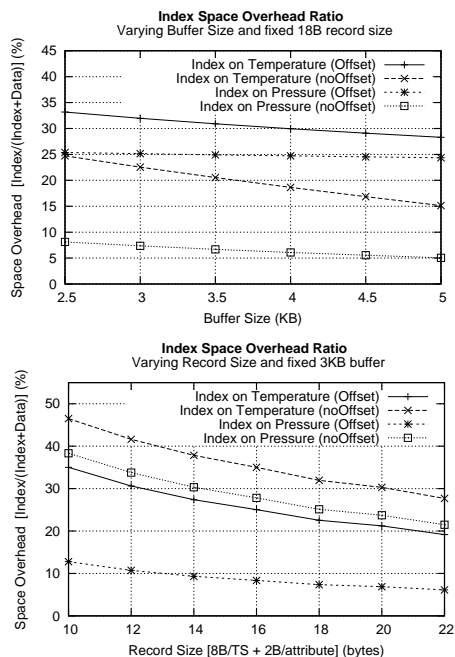 Index Space Overhead Ratio
Varying Buffer Size and fixed 18B record size
Space Overhead [Index/(Index+Data)] (%)
45
40
35
30
25
20
15
10
5
0
Index on Temperature (Offset)
Index on Temperature (noOffset)
Index on Pressure (Offset)
Index on Pressure (noOffset)
2.5 3 3.5 4 4.5 5
Buffer Size (KB)
Index Space Overhead Ratio
Varying Record Size and fixed 3KB buffer
Space Overhead [Index/(Index+Data)] (%)
50
40
30
20
10
0
Index on Temperature (Offset)
Index on Temperature (noOffset)
Index on Pressure (Offset)
Index on Pressure (noOffset)
10 12 14 16 18 20 22
Record Size [8B/TS + 2B/attribute] (bytes)